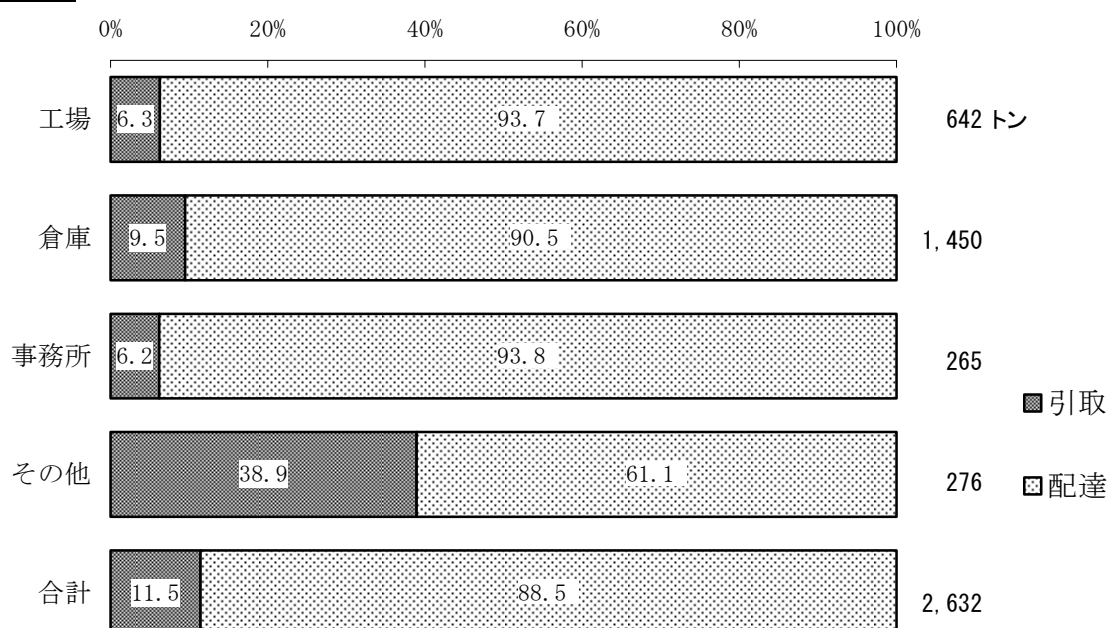 0% 20% 40% 60% 80% 100%
工場 6.3 93.7 642 トン
倉庫 9.5 90.5 1,450
事務所 6.2 93.8 265
引取
その他 38.9 61.1 276
配達
合計 11.5 88.5 2,632